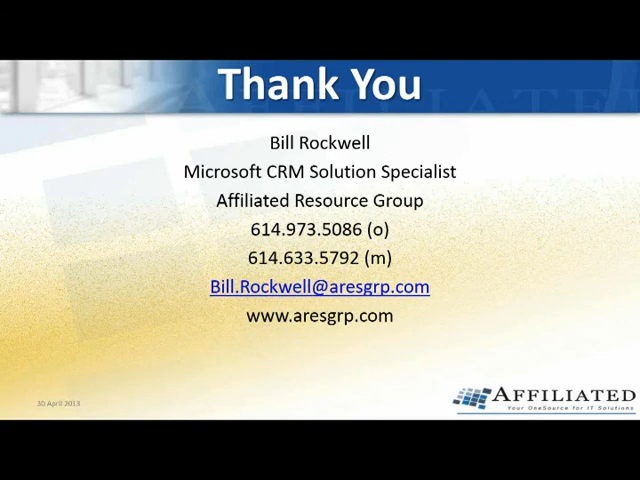 Thank You
Bill Rockwell
Microsoft CRM Solution Specialist
Affiliated Resource Group
614.973.5086 (o)
614.633.5792 (m)
Bill.Rockwell@aresgrp.com
www.aresgrp.com
30 April 2013
AFFILIATED
Your OneSource for IT Solutions